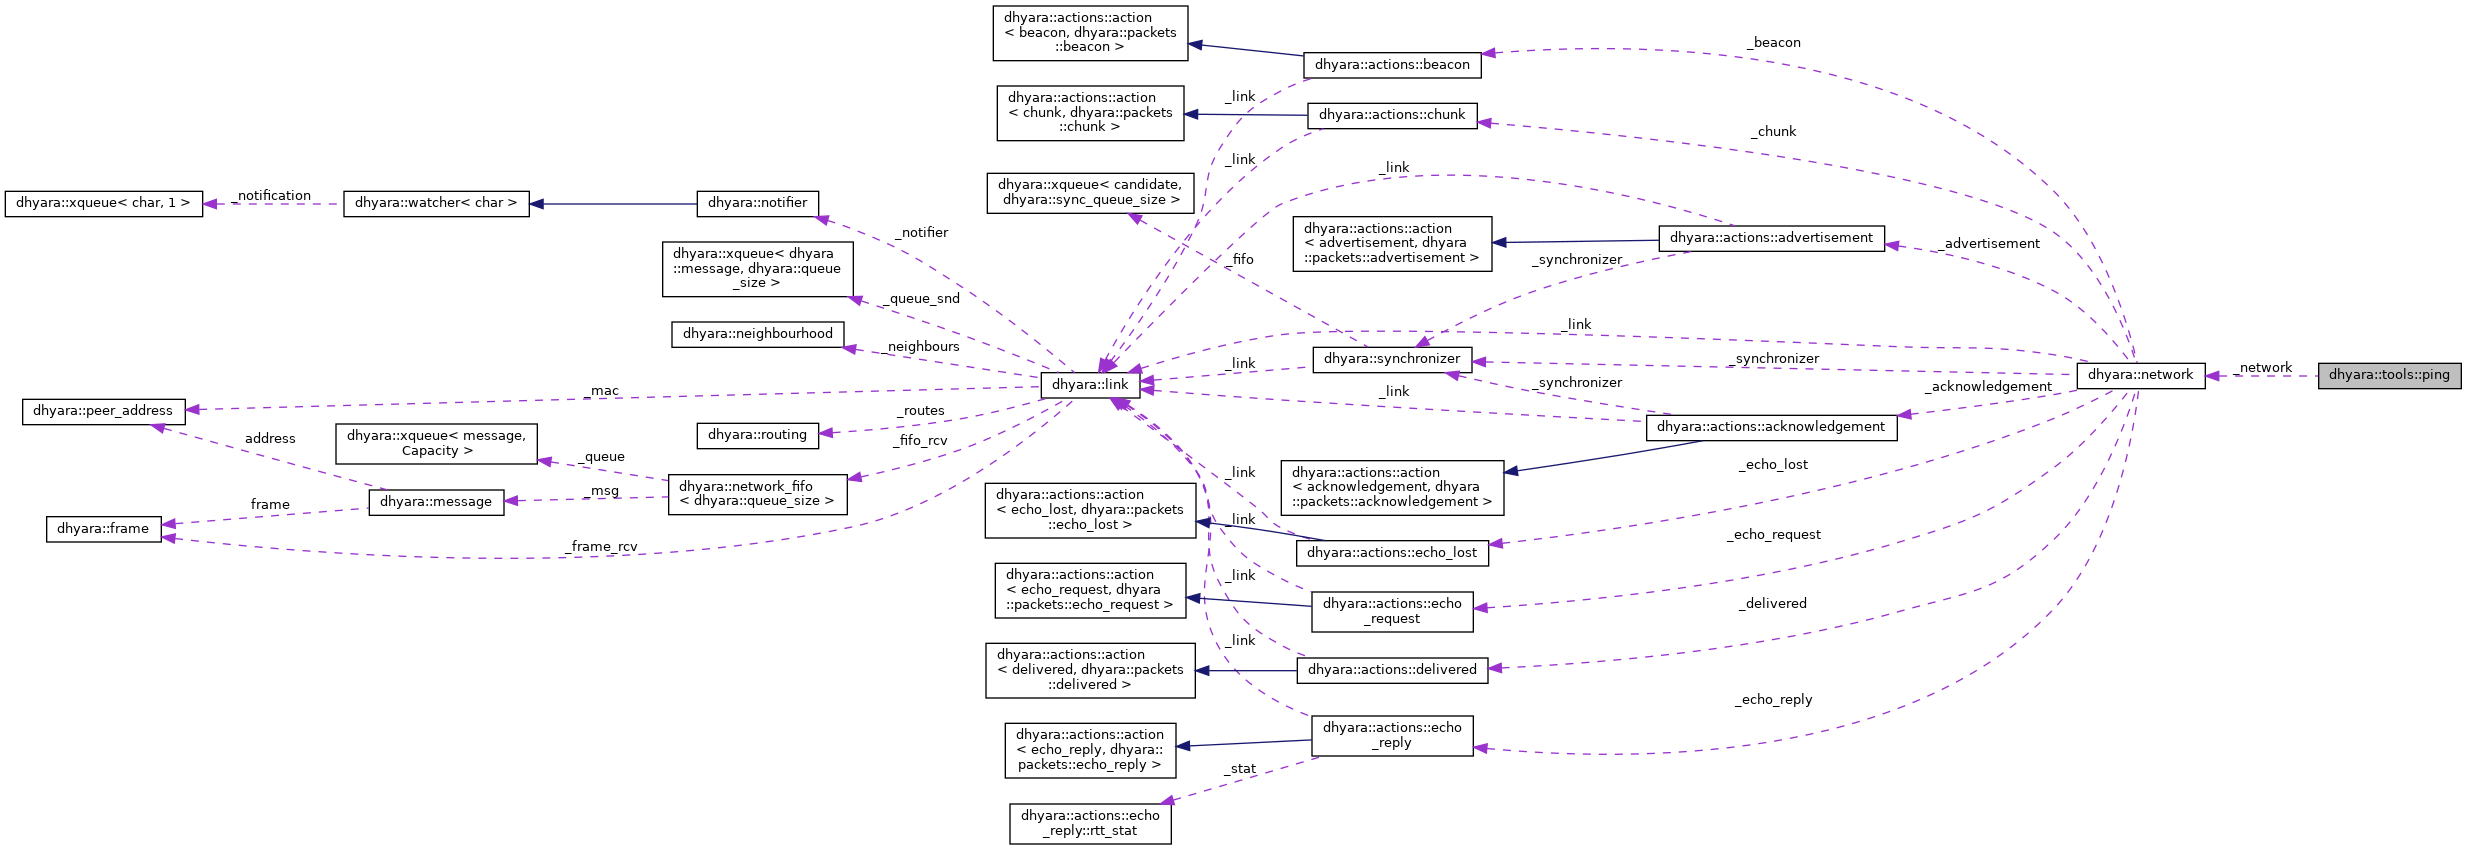 dhyara::actions::action
< beacon, dhyara::packets
::beacon >
_beacon
dhyara::actions::beacon
dhyara::actions::action
< chunk, dhyara::packets
::chunk >
_link
dhyara::actions::chunk
_chunk
_link
_link
dhyara::xqueue< candidate,
dhyara::sync_queue_size >
dhyara::xqueue< char, 1 >
_notification
dhyara::watcher< char >
dhyara::notifier
_notifier
dhyara::actions::action
< advertisement, dhyara
::packets::advertisement >
dhyara::actions::advertisement
_advertisement
dhyara::xqueue< dhyara
::message, dhyara::queue
_size >
_fifo
_synchronizer
_queue_snd
dhyara::neighbourhood
_neighbours
_link
dhyara::synchronizer
_link
_synchronizer
dhyara::link
dhyara::network
_network
dhyara::tools::ping
_mac
_synchronizer
_link
_acknowledgement
dhyara::peer_address
_routes
address
dhyara::xqueue< message,
Capacity >
dhyara::routing
_fifo_rcv
dhyara::actions::acknowledgement
_queue
_echo_lost
_link
dhyara::actions::action
< acknowledgement, dhyara
::packets::acknowledgement >
dhyara::network_fifo
< dhyara::queue_size >
_msg
dhyara::message
frame
dhyara::frame
dhyara::actions::action
< echo_lost, dhyara::packets
::echo_lost >
_link
_echo_request
_frame_rcv
dhyara::actions::echo_lost
dhyara::actions::action
< echo_request, dhyara
::packets::echo_request >
_link
dhyara::actions::echo
_request
_delivered
_link
dhyara::actions::action
< delivered, dhyara::packets
::delivered >
dhyara::actions::delivered
_echo_reply
dhyara::actions::action
< echo_reply, dhyara::
packets::echo_reply >
dhyara::actions::echo
_reply
_stat
dhyara::actions::echo
_reply::rtt_stat